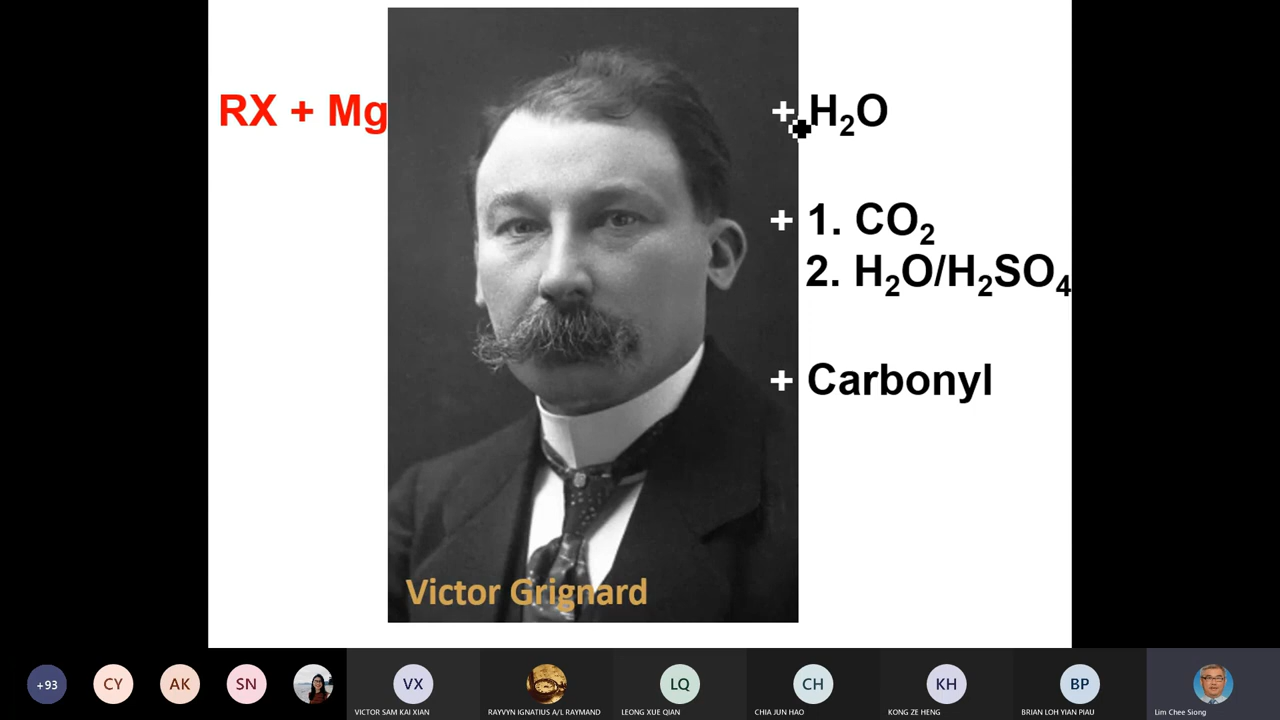 RX + Mg
+ H₂O
+ 1. CO₂
2. H₂O/H₂SO₄
+ Carbonyl
Victor Grignard
+93
CY
AK
SN
VX
LQ
CH
KH
BP
VICTOR SAM KAI XIAN
RAYVYN IGNATIUS A/L RAYMAND
LEONG XUE QIAN
CHIA JUN HAO
KONG ZE HENG
BRIAN LOH YIAN PIAU
Lim Chee Siong